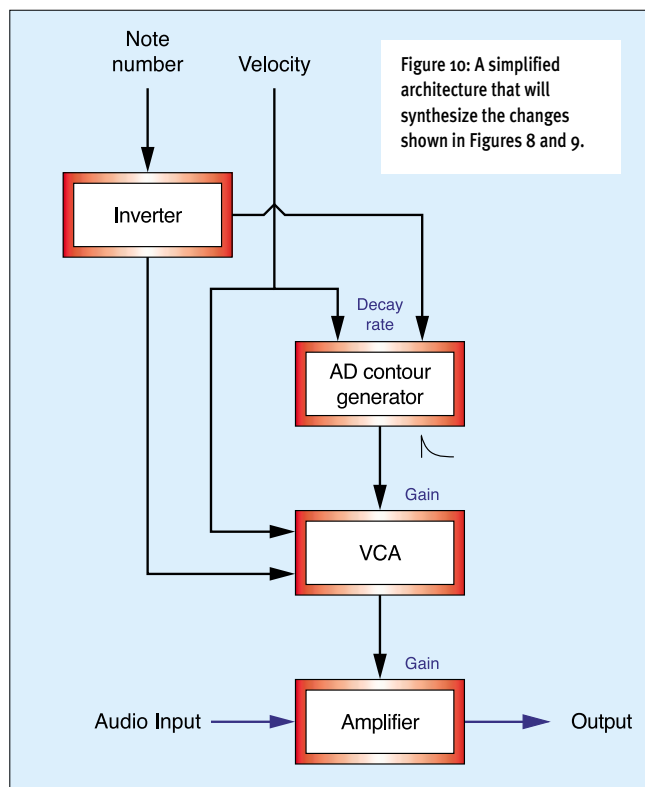 Note
number
Velocity
Figure 10: A simplified
architecture that will
synthesize the changes
shown in Figures 8 and 9.
Inverter
Decay
rate
AD contour
generator
Gain
VCA
Gain
Audio Input
Amplifier
Output